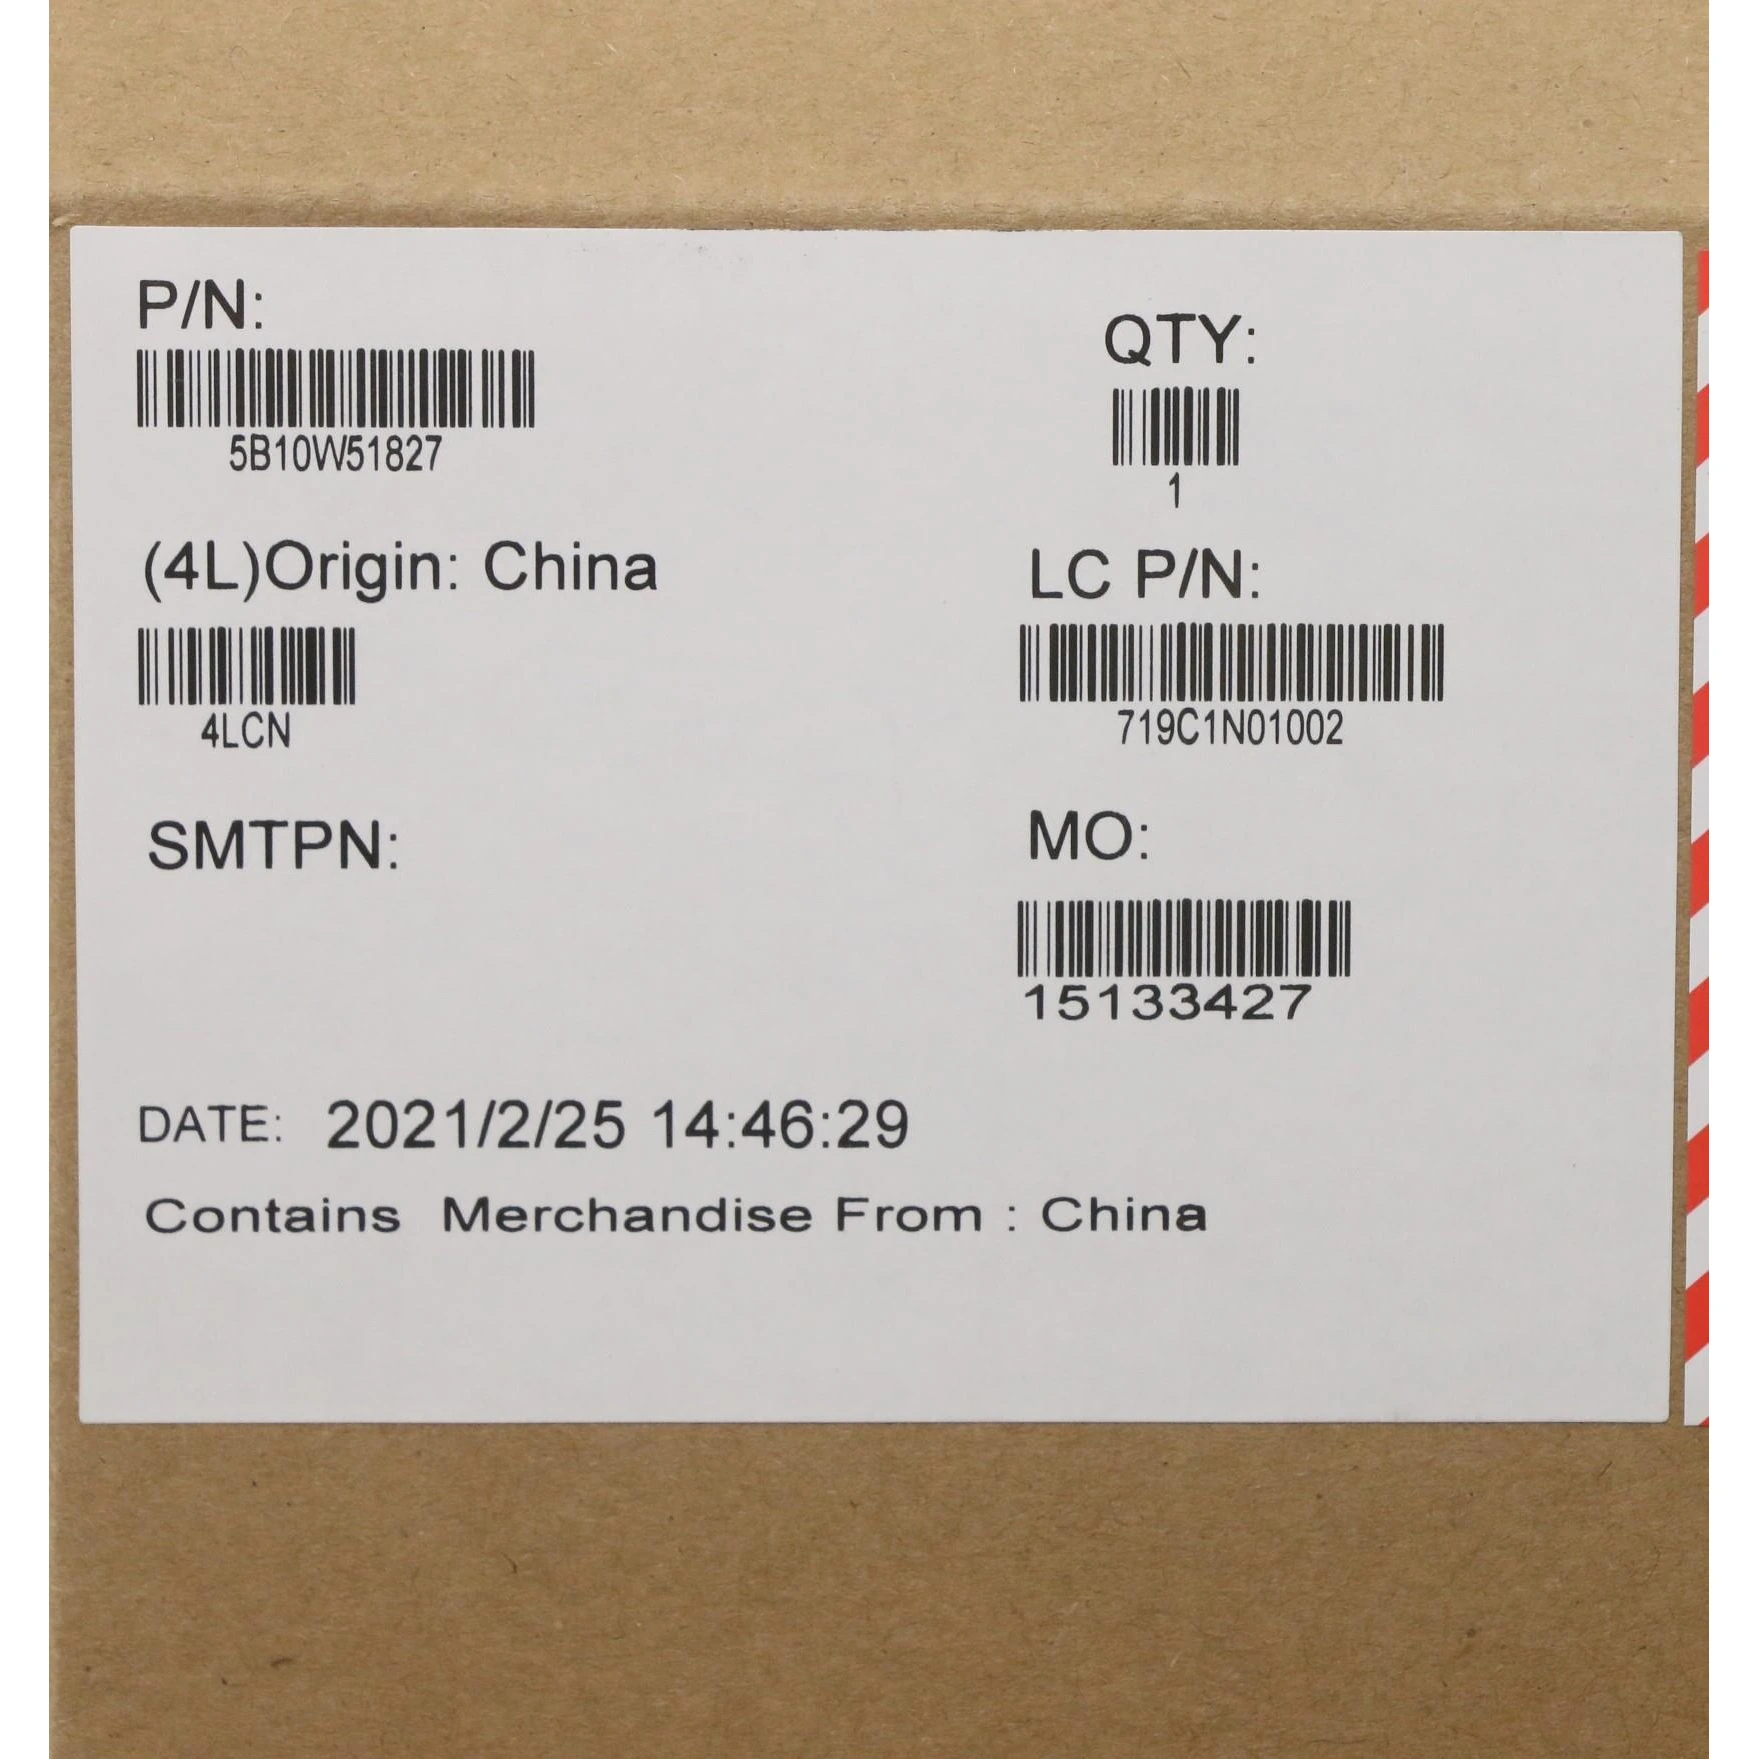 P/N:
5B10W51827
QTY:
1
(4L)Origin: China
4LCN
LC P/N:
719C1N01002
SMTPN:
MO:
15133427
DATE: 2021/2/25 14:46:29
Contains Merchandise From : China